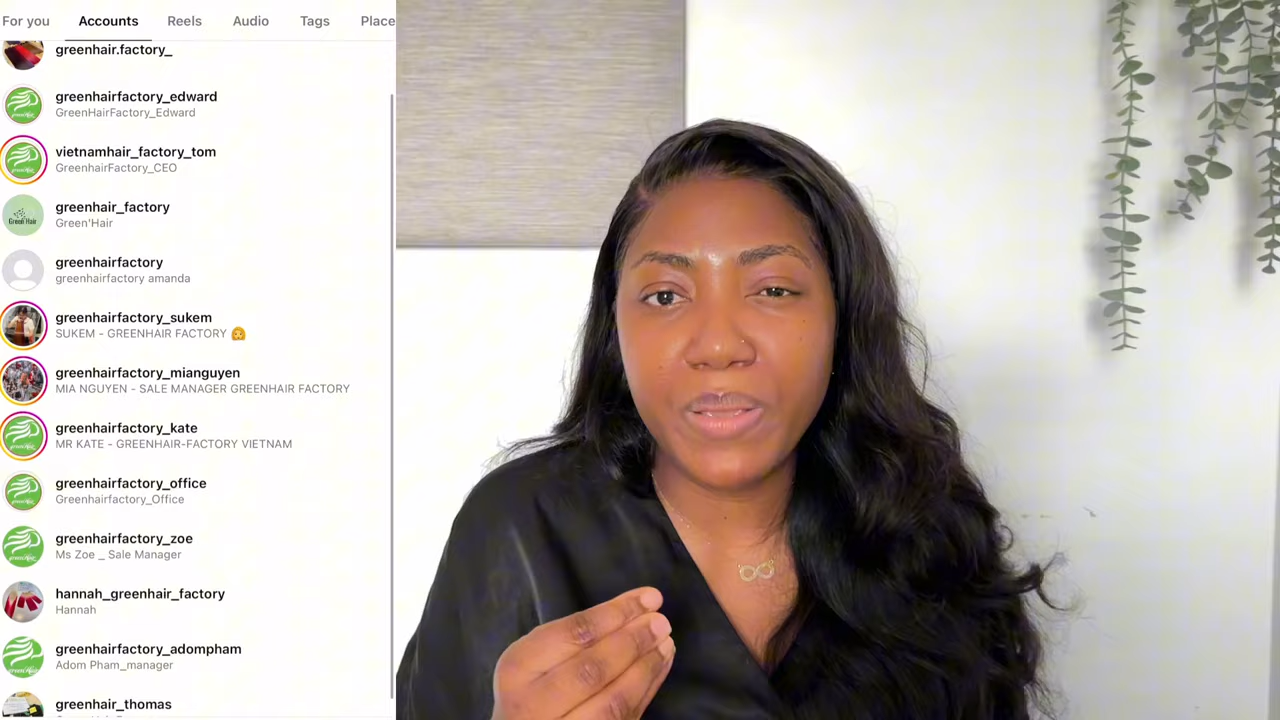 For you Accounts Reels Audio Tags Place
greenhair.factory_
greenhairfactory_edward
GreenHairFactory_Edward
vietnamhair_factory_tom
GreenhairFactory_CEO
greenhair_factory
Green'Hair
greenhairfactory
greenhairfactory amanda
greenhairfactory_sukem
SUKEM - GREENHAIR FACTORY
greenhairfactory_mianguyen
MIA NGUYEN - SALE MANAGER GREENHAIR FACTORY
greenhairfactory_kate
MR KATE - GREENHAIR-FACTORY VIETNAM
greenhairfactory_office
Greenhairfactory_Office
greenhairfactory_zoe
Ms Zoe _ Sale Manager
hannah_greenhair_factory
Hannah
greenhairfactory_adompham
Adom Pham_manager
greenhair_thomas